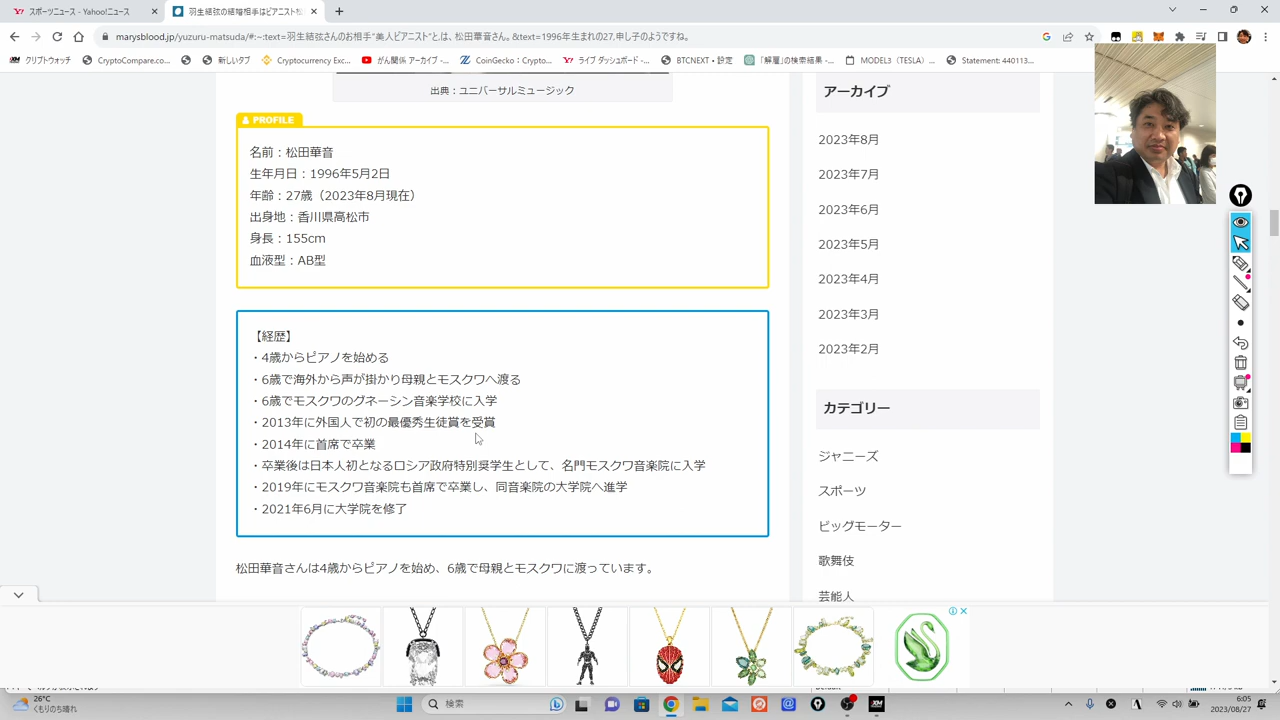 スポーツニュース - Yahoo!ニュース
羽生結弦の結婚相手はピアニスト松
marysblood.jp/yuzuru-matsuda/#:~:text=羽生結弦さんのお相手"美人ピアニスト"とは、松田華音さん。&text=1996年生まれの27,申し子のようですね。
クリプトウォッチ
CryptoCompare.co...
新しいタブ
Cryptocurrency Exc...
がん関係 アーカイブ -...
CoinGecko：Crypto...
ライブ ダッシュボード -...
BTCNEXT • 設定
「解雇」の検索結果 -...
MODEL3（TESLA）...
Statement: 440113...
出典：ユニバーサルミュージック
PROFILE
名前：松田華音
生年月日：1996年5月2日
年齢：27歳（2023年8月現在）
出身地：香川県高松市
身長：155cm
血液型：AB型
【経歴】
・4歳からピアノを始める
・6歳で海外から声が掛かり母親とモスクワへ渡る
・6歳でモスクワのグネーシン音楽学校に入学
・2013年に外国人で初の最優秀生徒賞を受賞
・2014年に首席で卒業
・卒業後は日本人初となるロシア政府特別奨学生として、名門モスクワ音楽院に入学
・2019年にモスクワ音楽院も首席で卒業し、同音楽院の大学院へ進学
・2021年6月に大学院を修了
松田華音さんは4歳からピアノを始め、6歳で母親とモスクワに渡っています。
アーカイブ
2023年8月
2023年7月
2023年6月
2023年5月
2023年4月
2023年3月
2023年2月
カテゴリー
ジャニーズ
スポーツ
ビッグモーター
歌舞伎
芸能人
26°C
くもりのち晴れ
検索
A
6:05
2023/08/27